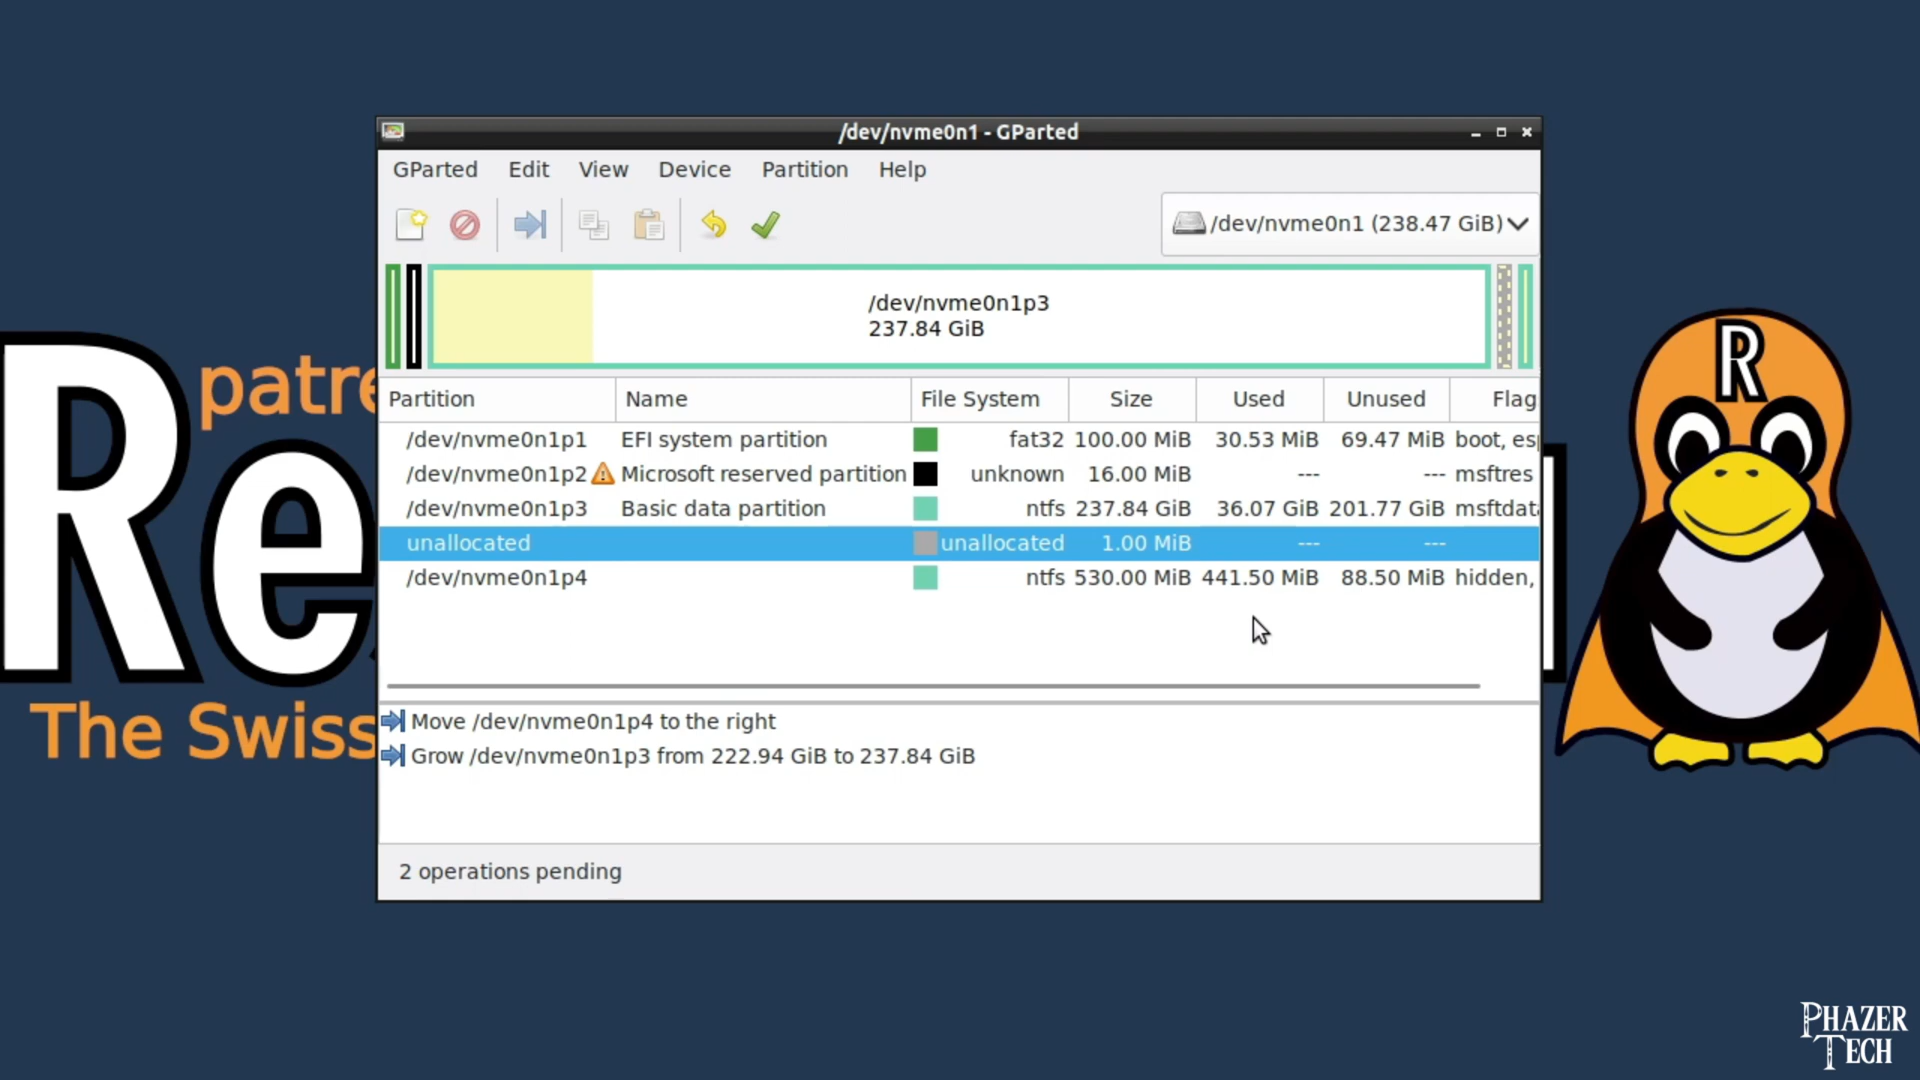 /dev/nvme0n1 - GParted
GParted Edit View Device Partition Help
/dev/nvme0n1 (238.47 GiB)
/dev/nvme0n1p3
237.84 GiB
Partition Name File System Size Used Unused Flag
/dev/nvme0n1p1 EFI system partition fat32 100.00 MiB 30.53 MiB 69.47 MiB boot, es
/dev/nvme0n1p2 Microsoft reserved partition unknown 16.00 MiB --- --- msftres
/dev/nvme0n1p3 Basic data partition ntfs 237.84 GiB 36.07 GiB 201.77 GiB msftdat
unallocated unallocated 1.00 MiB --- ---
/dev/nvme0n1p4 ntfs 530.00 MiB 441.50 MiB 88.50 MiB hidden,
Move /dev/nvme0n1p4 to the right
Grow /dev/nvme0n1p3 from 222.94 GiB to 237.84 GiB
2 operations pending
patre
Re
The Swiss
R
PHAZER
TECH